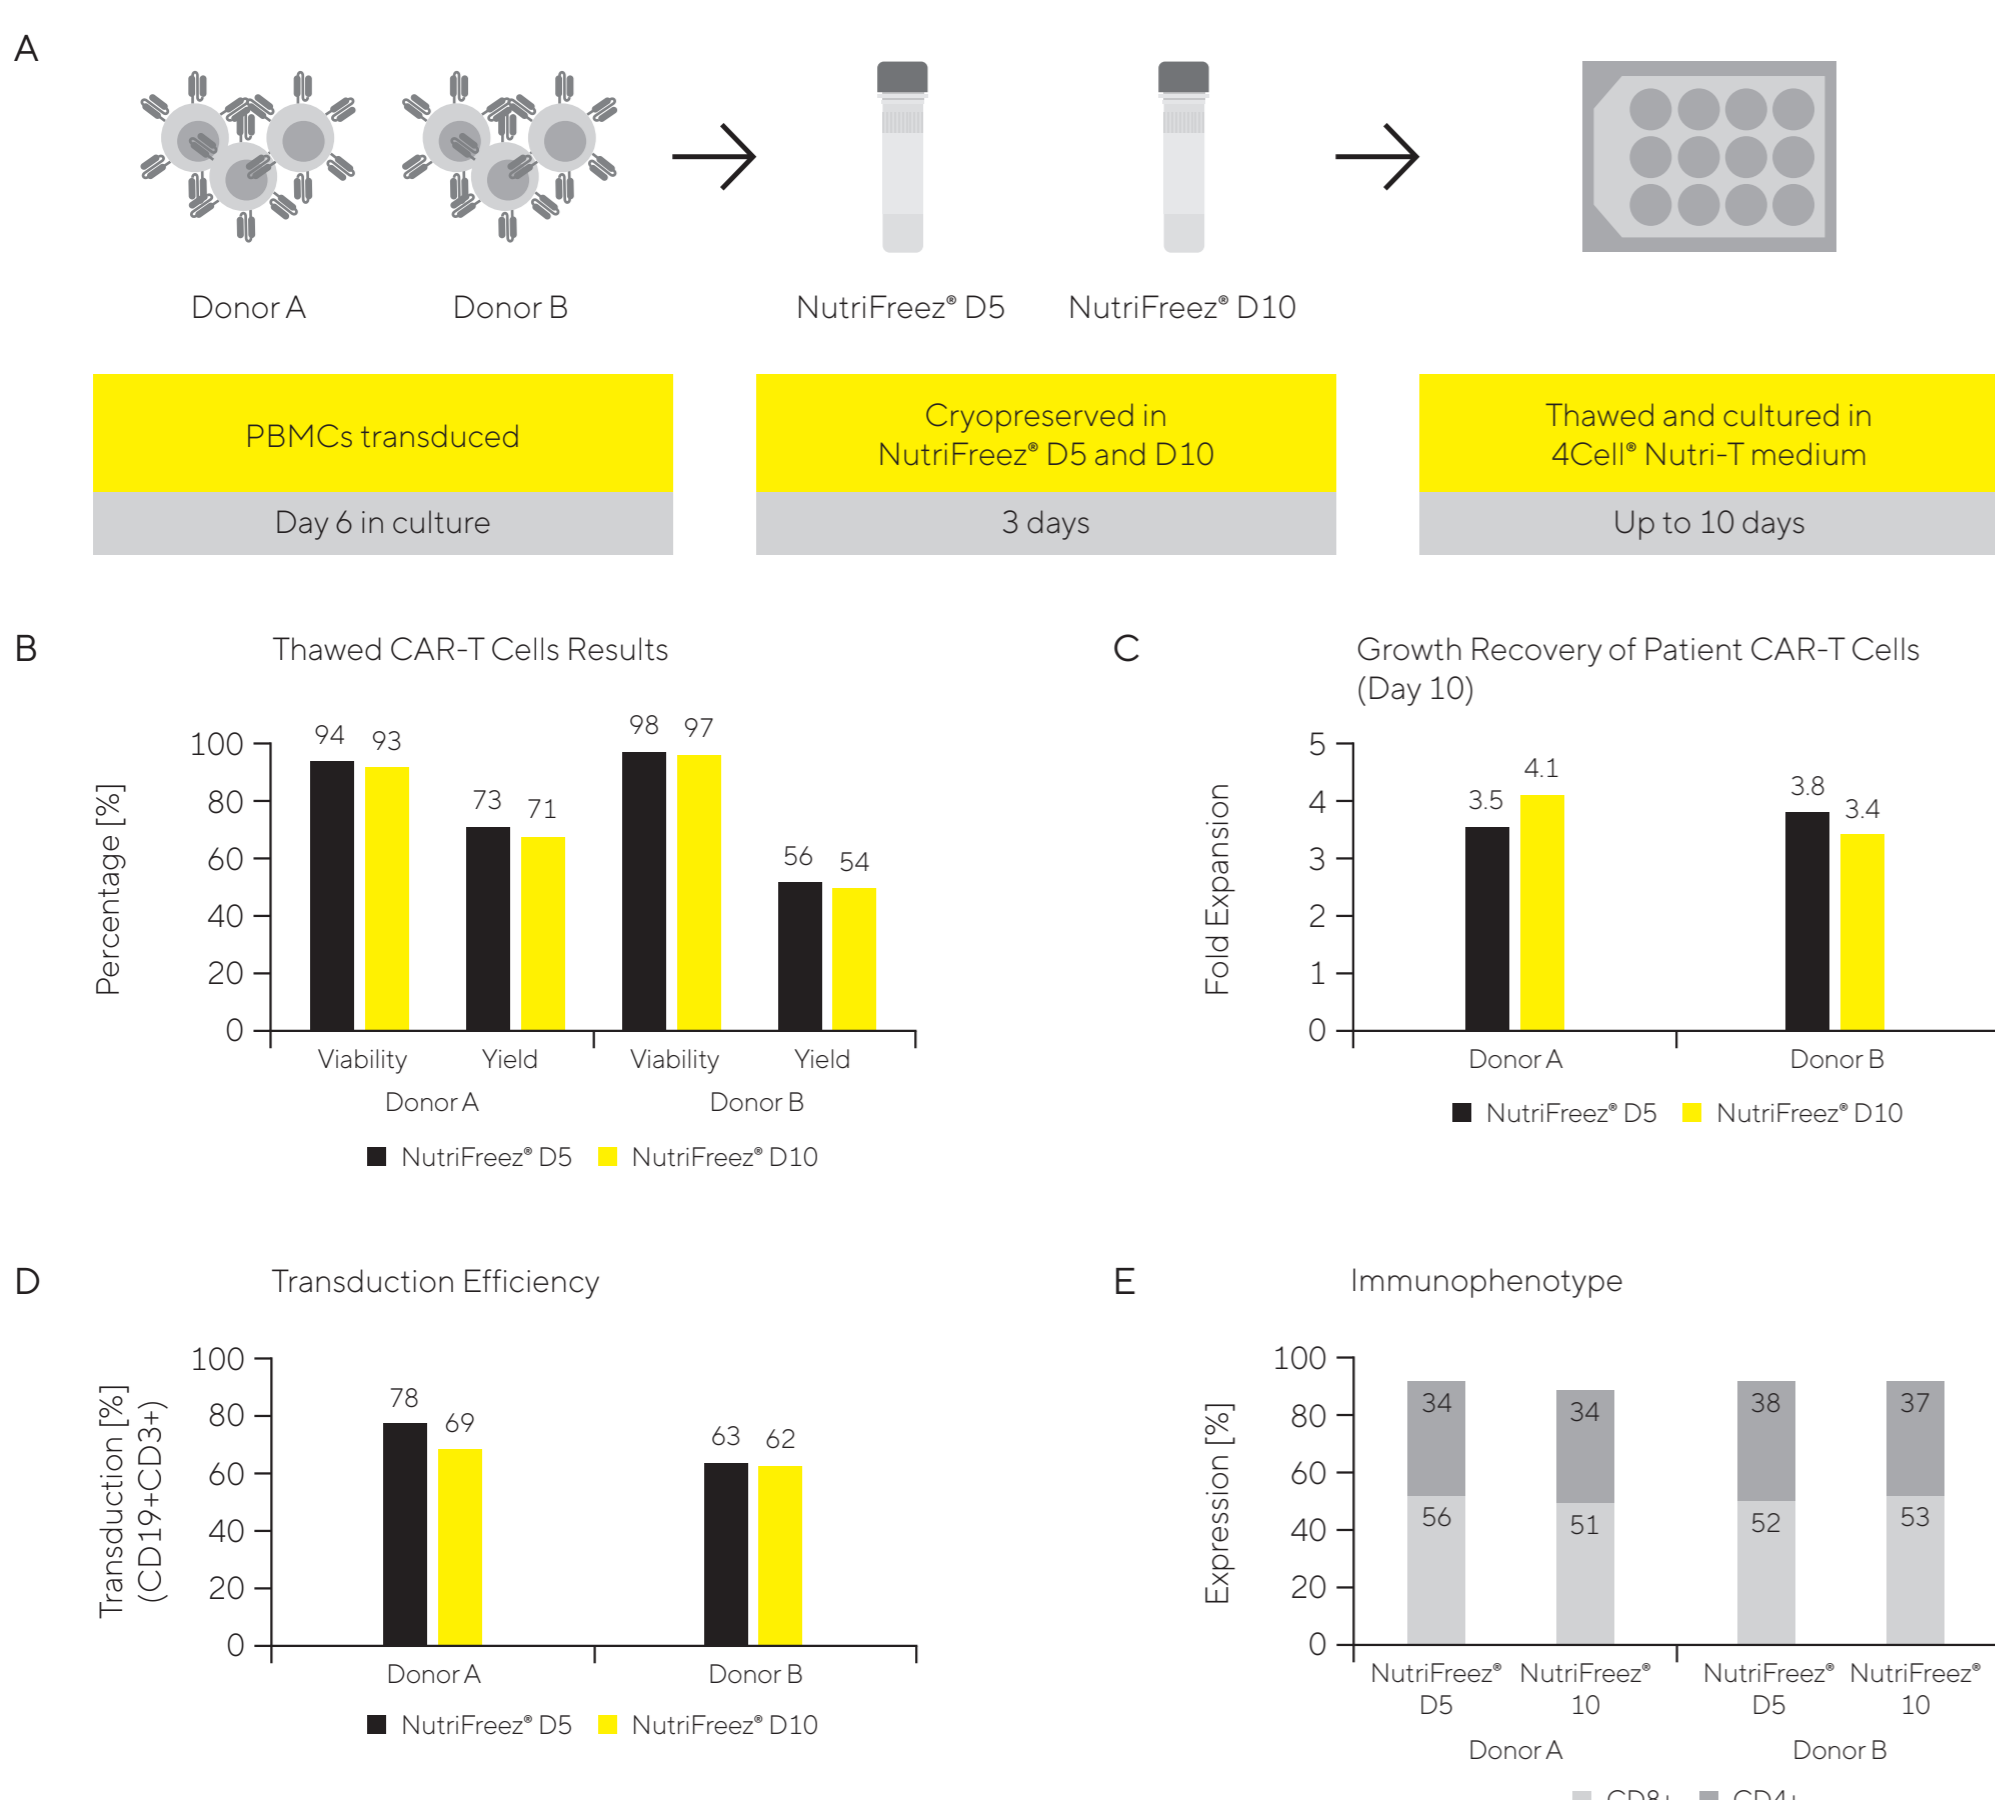 A
Donor A
Donor B
NutriFreez® D5
NutriFreez® D10
PBMCs transduced
Day 6 in culture
Cryopreserved in
NutriFreez® D5 and D10
3 days
Thawed and cultured in
4Cell® Nutri-T medium
Up to 10 days
B
Thawed CAR-T Cells Results
Percentage [%]
100
80
60
40
20
0
94
93
73
71
98
97
56
54
Viability
Yield
Viability
Yield
Donor A
Donor B
NutriFreez® D5
NutriFreez® D10
C
Growth Recovery of Patient CAR-T Cells
(Day 10)
Fold Expansion
5
4
3
2
1
0
3.5
4.1
3.8
3.4
Donor A
Donor B
NutriFreez® D5
NutriFreez® D10
D
Transduction Efficiency
Transduction [%]
(CD19+CD3+)
100
80
60
40
20
0
78
69
63
62
Donor A
Donor B
NutriFreez® D5
NutriFreez® D10
E
Immunophenotype
Expression [%]
100
80
60
40
20
0
34
56
34
51
38
52
37
53
NutriFreez®
D5
NutriFreez®
10
NutriFreez®
D5
NutriFreez®
10
Donor A
Donor B
CD8+
CD4+